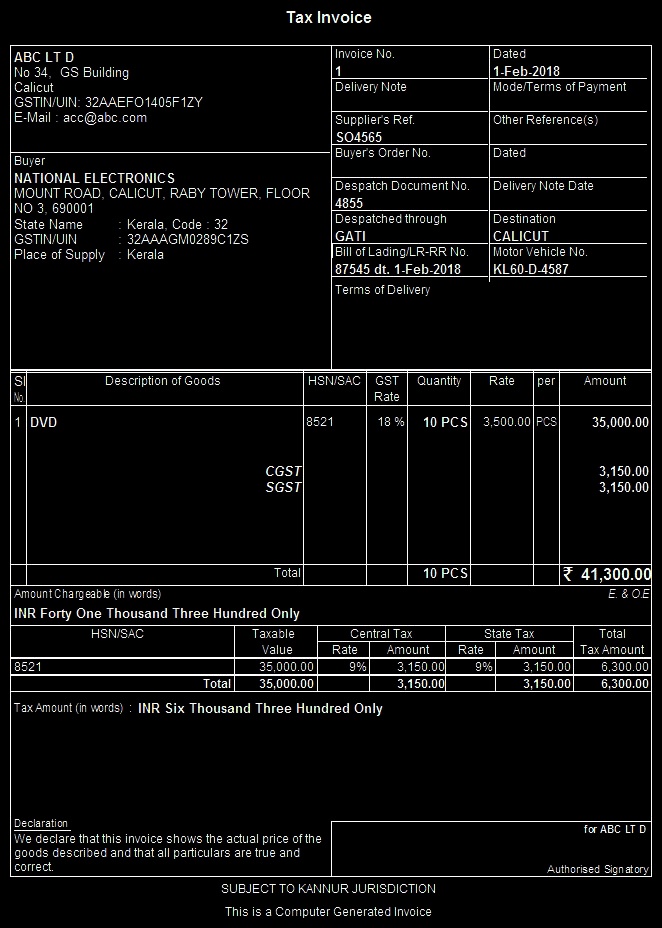 Tax Invoice
ABC LT D
No 34, GS Building
Calicut
GSTIN/UIN: 32AAEFO1405F1ZY
E-Mail : acc@abc.com
Invoice No.
1
Dated
1-Feb-2018
Delivery Note
Mode/Terms of Payment
Supplier's Ref.
SO4565
Other Reference(s)
Buyer
NATIONAL ELECTRONICS
MOUNT ROAD, CALICUT, RABY TOWER, FLOOR
NO 3, 690001
State Name : Kerala, Code : 32
GSTIN/UIN : 32AAAGM0289C1ZS
Place of Supply : Kerala
Buyer's Order No.
Dated
Despatch Document No.
4855
Delivery Note Date
Despatched through
GATI
Destination
CALICUT
Bill of Lading/LR-RR No.
87545 dt. 1-Feb-2018
Motor Vehicle No.
KL60-D-4587
Terms of Delivery
Sl No. Description of Goods HSN/SAC GST Rate Quantity Rate per Amount
1 DVD 8521 18 % 10 PCS 3,500.00 PCS 35,000.00
CGST 3,150.00
SGST 3,150.00
Total 10 PCS ₹ 41,300.00
Amount Chargeable (in words) E. & O.E
INR Forty One Thousand Three Hundred Only
HSN/SAC Taxable Value Central Tax State Tax Total Tax Amount
Rate Amount Rate Amount
8521 35,000.00 9% 3,150.00 9% 3,150.00 6,300.00
Total 35,000.00 3,150.00 3,150.00 6,300.00
Tax Amount (in words) : INR Six Thousand Three Hundred Only
Declaration
We declare that this invoice shows the actual price of the
goods described and that all particulars are true and
correct.
for ABC LT D
Authorised Signatory
SUBJECT TO KANNUR JURISDICTION
This is a Computer Generated Invoice